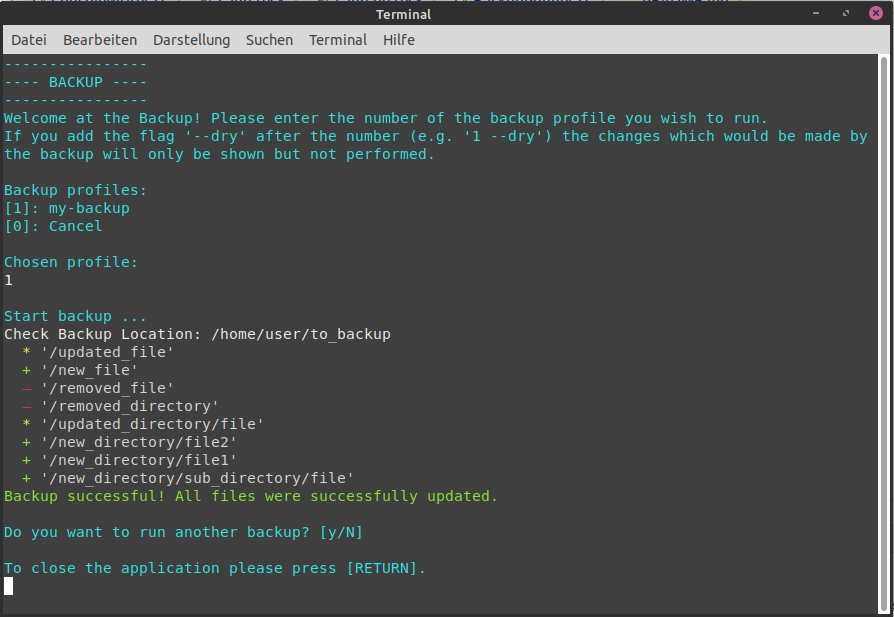 Terminal
Datei Bearbeiten Darstellung Suchen Terminal Hilfe
----------------
---- BACKUP ----
----------------
Welcome at the Backup! Please enter the number of the backup profile you wish to run.
If you add the flag '--dry' after the number (e.g. '1 --dry') the changes which would be made by
the backup will only be shown but not performed.
Backup profiles:
[1]: my-backup
[0]: Cancel
Chosen profile:
1
Start backup ...
Check Backup Location: /home/user/to_backup
  * '/updated_file'
  + '/new_file'
  – '/removed_file'
  – '/removed_directory'
  * '/updated_directory/file'
  + '/new_directory/file2'
  + '/new_directory/file1'
  + '/new_directory/sub_directory/file'
Backup successful! All files were successfully updated.
Do you want to run another backup? [y/N]
To close the application please press [RETURN].